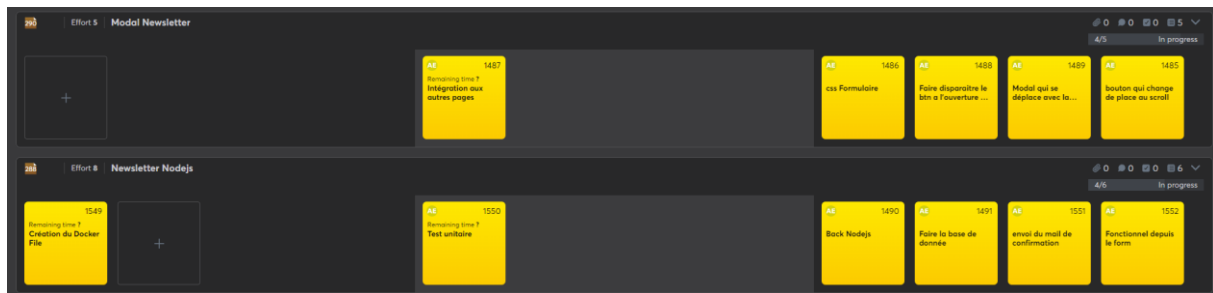 290 Effort 5 Modal Newsletter 0 0 0 5
4/5 In progress
AE 1487
Remaining time ?
Intégration aux
autres pages
AE 1486
css Formulaire
AE 1488
Faire disparaitre le
btn a l'ouverture ...
AE 1489
Modal qui se
déplace avec la...
AE 1485
bouton qui change
de place au scroll
288 Effort 8 Newsletter Nodejs 0 0 0 6
4/6 In progress
1549
Remaining time ?
Création du Docker
File
AE 1550
Remaining time ?
Test unitaire
AE 1490
Back Nodejs
AE 1491
Faire la base de
donnée
AE 1551
envoi du mail de
confirmation
AE 1552
Fonctionnel depuis
le form